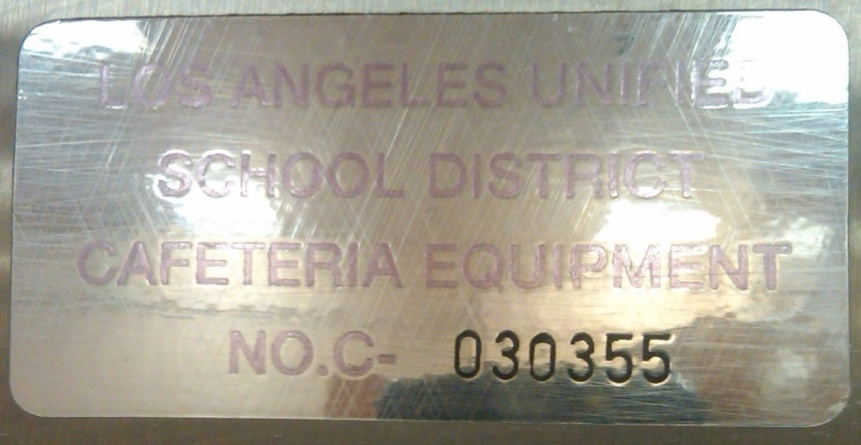 LOS ANGELES UNIFIED
SCHOOL DISTRICT
CAFETERIA EQUIPMENT
NO.C- 030355